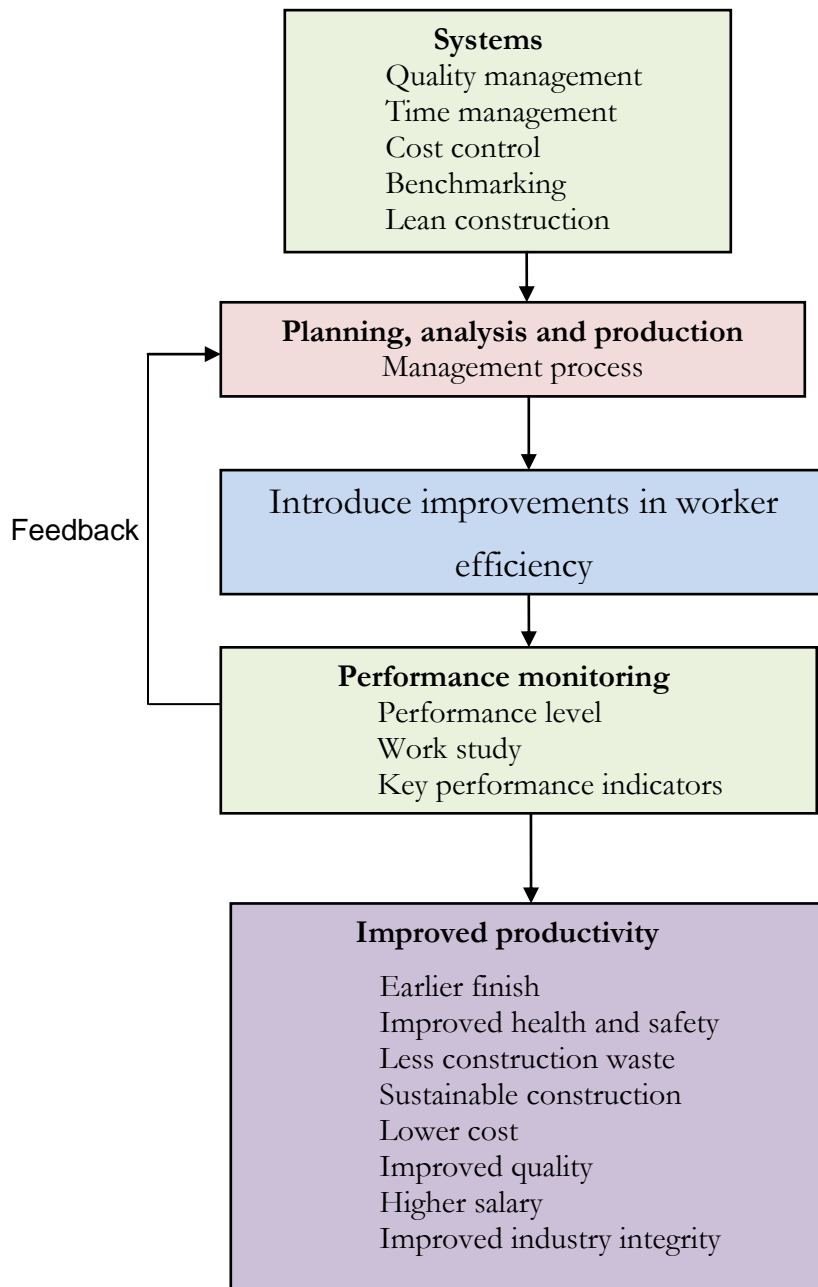 Systems
Quality management
Time management
Cost control
Benchmarking
Lean construction
Planning, analysis and production
Management process
Introduce improvements in worker
efficiency
Feedback
Performance monitoring
Performance level
Work study
Key performance indicators
Improved productivity
Earlier finish
Improved health and safety
Less construction waste
Sustainable construction
Lower cost
Improved quality
Higher salary
Improved industry integrity